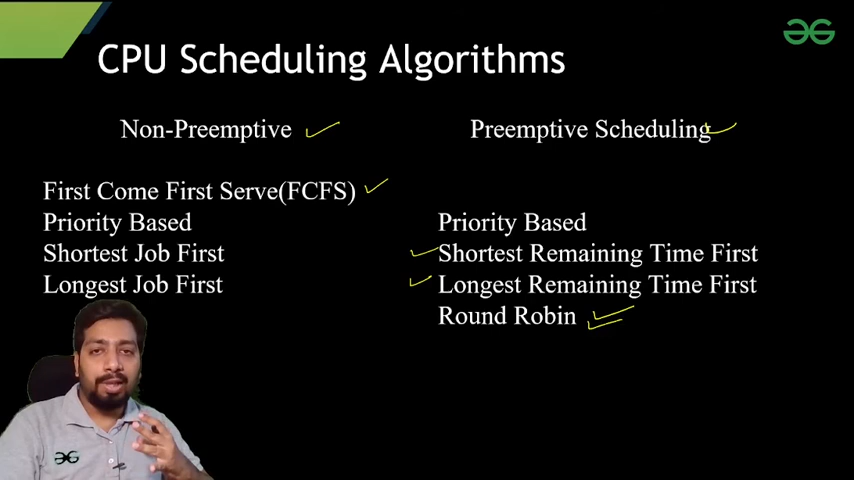 CPU Scheduling Algorithms
Non-Preemptive
Preemptive Scheduling
First Come First Serve(FCFS)
Priority Based
Shortest Job First
Longest Job First
Priority Based
Shortest Remaining Time First
Longest Remaining Time First
Round Robin